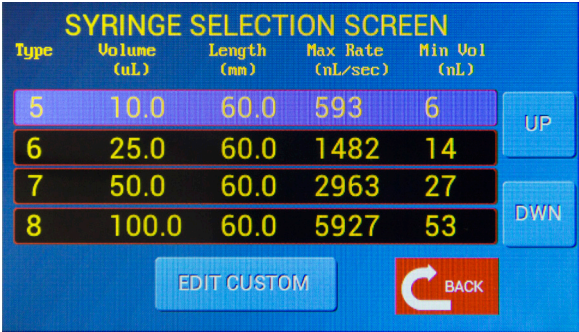 SYRINGE SELECTION SCREEN
Type Volume Length Max Rate Min Vol
(uL) (mm) (nL/sec) (nL)
5 10.0 60.0 593 6
UP
6 25.0 60.0 1482 14
7 50.0 60.0 2963 27
8 100.0 60.0 5927 53
DWN
EDIT CUSTOM
BACK